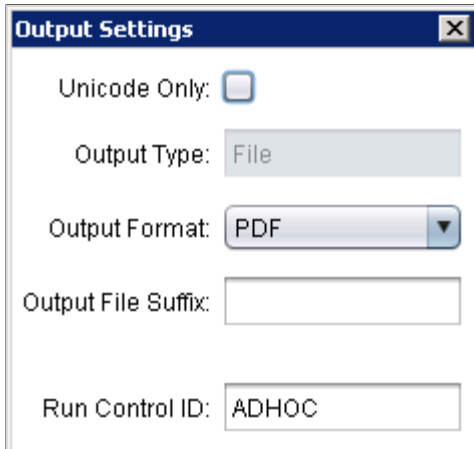 Output Settings
Unicode Only:
Output Type: File
Output Format: PDF
Output File Suffix:
Run Control ID: ADHOC